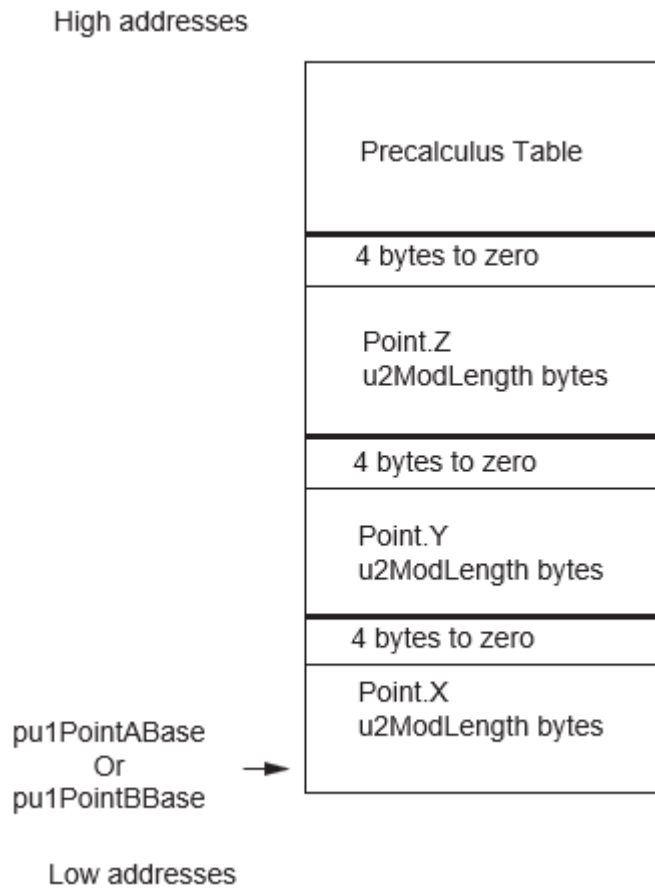 High addresses
Precalculus Table
4 bytes to zero
Point.Z
u2ModLength bytes
4 bytes to zero
Point.Y
u2ModLength bytes
4 bytes to zero
Point.X
u2ModLength bytes
pu1PointABase
Or
pu1PointBBase
Low addresses